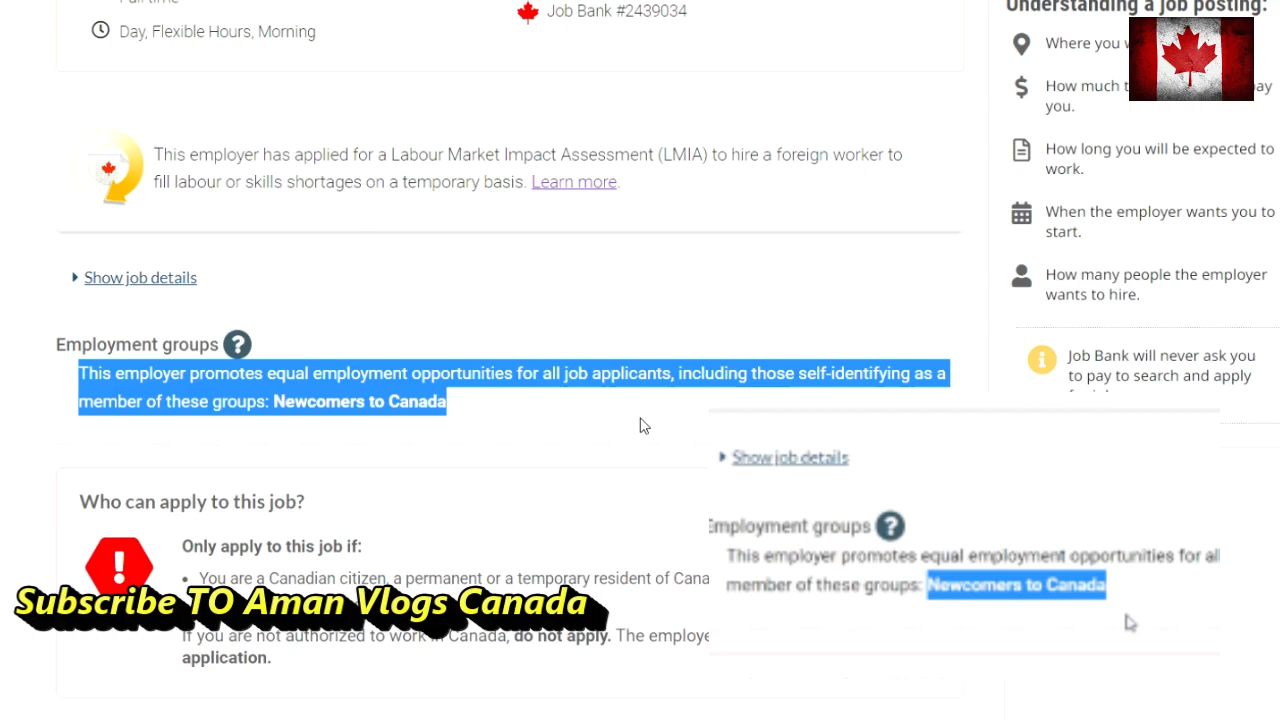 Full time
Job Bank #2439034
Day, Flexible Hours, Morning
This employer has applied for a Labour Market Impact Assessment (LMIA) to hire a foreign worker to
fill labour or skills shortages on a temporary basis. Learn more.
Show job details
Employment groups ?
This employer promotes equal employment opportunities for all job applicants, including those self-identifying as a
member of these groups: Newcomers to Canada
Who can apply to this job?
Only apply to this job if:
• You are a Canadian citizen, a permanent or a temporary resident of Cana
Subscribe TO Aman Vlogs Canada
If you are not authorized to work in Canada, do not apply. The employe
application.
Understanding a job posting:
Where you
How much
pay
you.
How long you will be expected to
work.
When the employer wants you to
start.
How many people the employer
wants to hire.
Job Bank will never ask you
to pay to search and apply
Show job details
Employment groups ?
This employer promotes equal employment opportunities for all
member of these groups: Newcomers to Canada